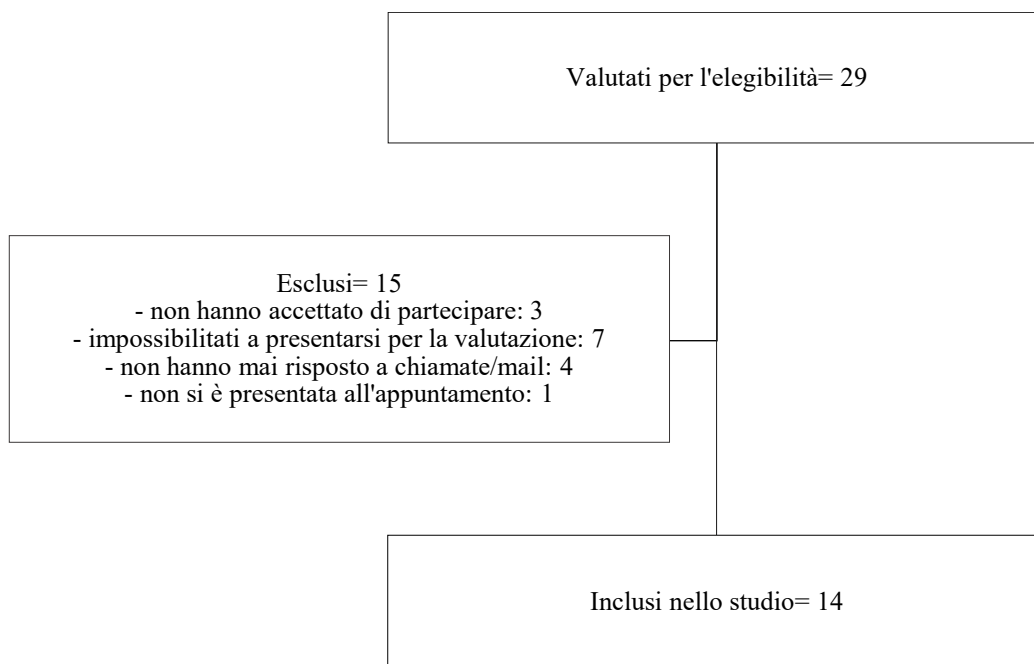 Valutati per l'elegibilità= 29
Esclusi= 15
- non hanno accettato di partecipare: 3
- impossibilitati a presentarsi per la valutazione: 7
- non hanno mai risposto a chiamate/mail: 4
- non si è presentata all'appuntamento: 1
Inclusi nello studio= 14